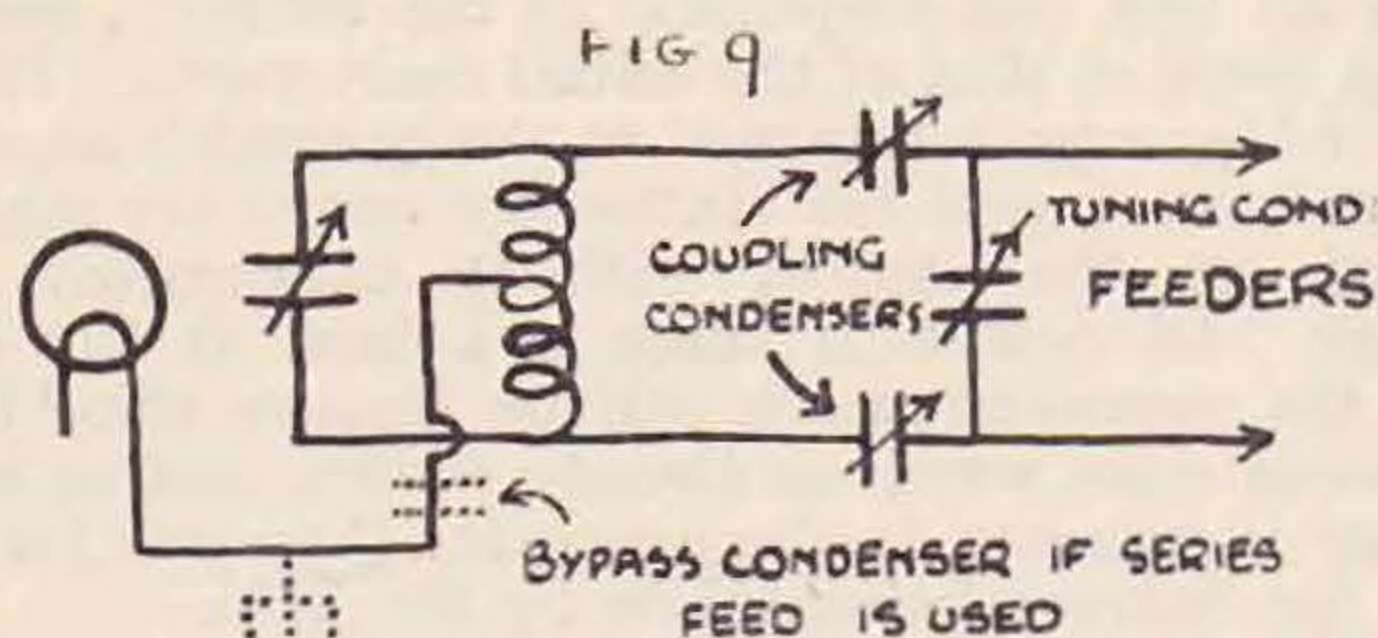 FIG 9
COUPLING
CONDENSERS
TUNING COND
FEEDERS
BYPASS CONDENSER IF SERIES
FEED IS USED